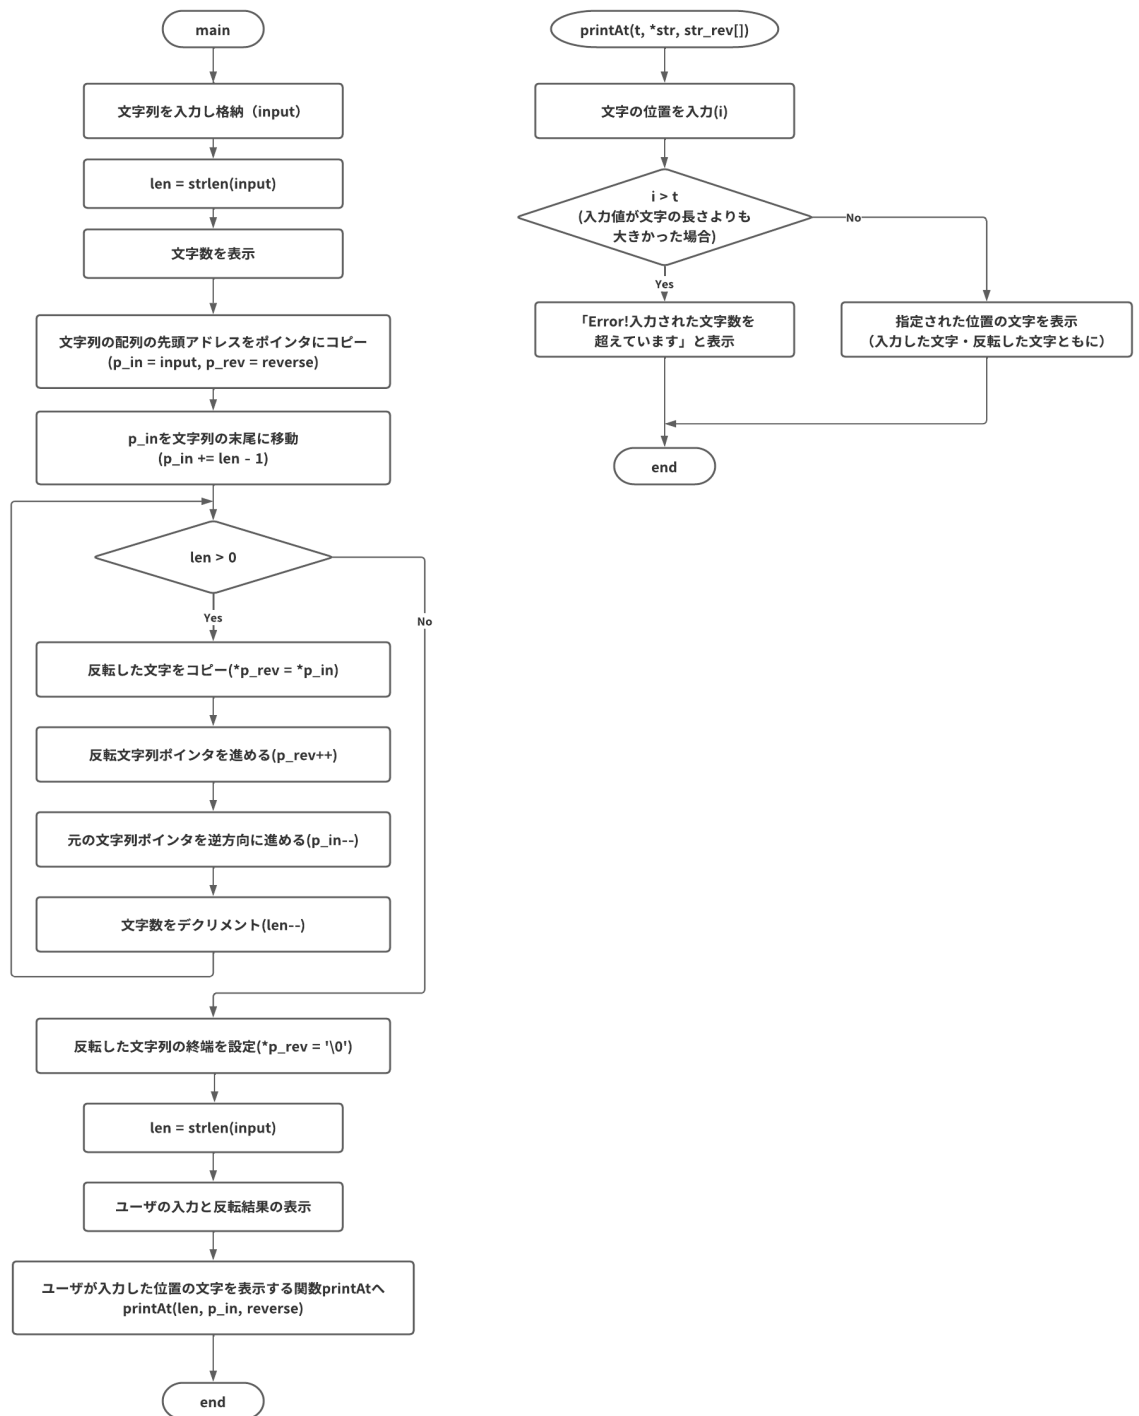 main
文字列を入力し格納（input）
len = strlen(input)
文字数を表示
文字列の配列の先頭アドレスをポインタにコピー
(p_in = input, p_rev = reverse)
p_inを文字列の末尾に移動
(p_in += len - 1)
len > 0
Yes
No
反転した文字をコピー(*p_rev = *p_in)
反転文字列ポインタを進める(p_rev++)
元の文字列ポインタを逆方向に進める(p_in--)
文字数をデクリメント(len--)
反転した文字列の終端を設定(*p_rev = '\0')
len = strlen(input)
ユーザの入力と反転結果の表示
ユーザが入力した位置の文字を表示する関数printAtへ
printAt(len, p_in, reverse)
end
printAt(t, *str, str_rev[])
文字の位置を入力(i)
i > t
(入力値が文字の長さよりも
大きかった場合)
No
Yes
「Error!入力された文字数を
超えています」と表示
指定された位置の文字を表示
（入力した文字・反転した文字ともに）
end